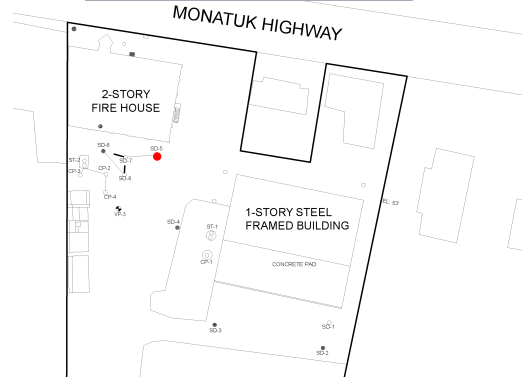 MONATUK HIGHWAY
2-STORY
FIRE HOUSE
SD-6
SD-5
SD-7
ST-2
CP-2
CP-3
SD-8
CP-4
VP-3
SD-4
1-STORY STEEL
FRAMED BUILDING
ST-1
EL. 53'
CP-1
CONCRETE PAD
SD-3
SD-1
SD-2